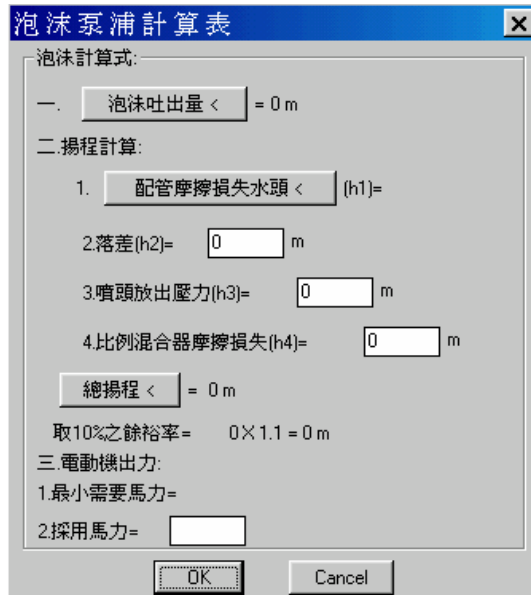 泡沫泵浦計算表
泡沫計算式:
一. 泡沫吐出量 < = 0 m
二.揚程計算:
1. 配管摩擦損失水頭 < (h1)=
2.落差(h2)= 0 m
3.噴頭放出壓力(h3)= 0 m
4.比例混合器摩擦損失(h4)= 0 m
總揚程 < = 0 m
取10%之餘裕率= 0X1.1 = 0 m
三.電動機出力:
1.最小需要馬力=
2.採用馬力=
OK Cancel